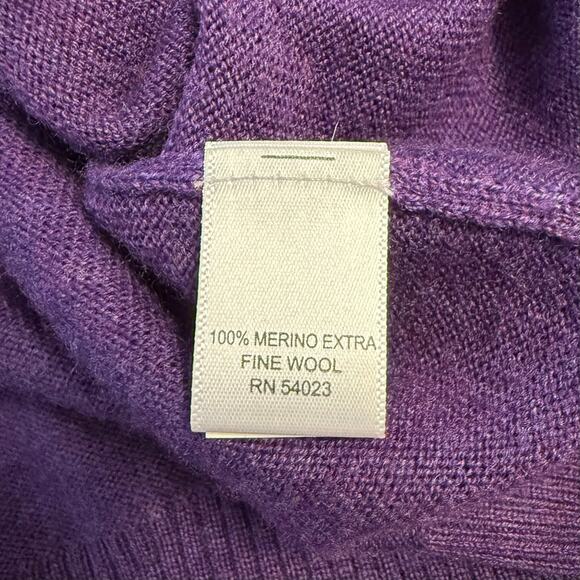 100% MERINO EXTRA
FINE WOOL
RN 54023